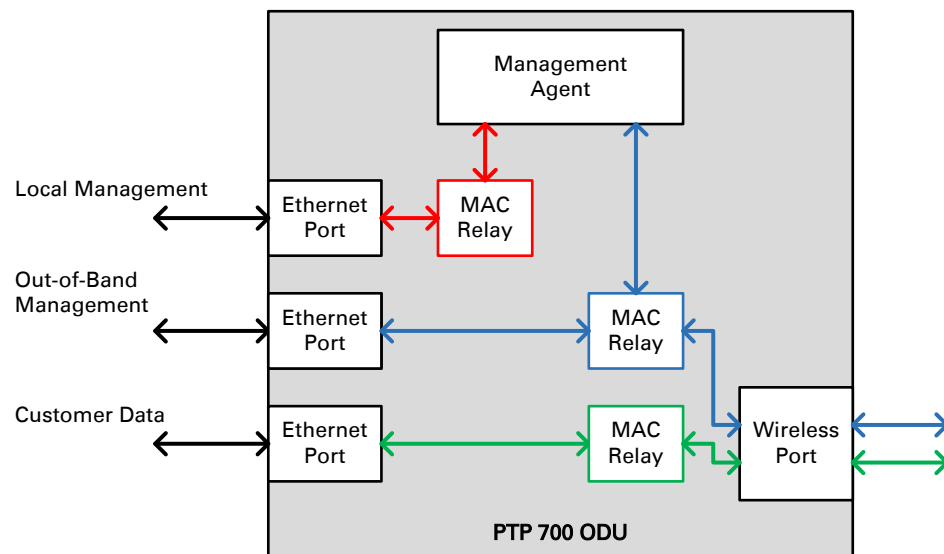 Management
Agent
Local Management
Ethernet
Port
MAC
Relay
Out-of-Band
Management
Ethernet
Port
MAC
Relay
Customer Data
Ethernet
Port
MAC
Relay
Wireless
Port
PTP 700 ODU